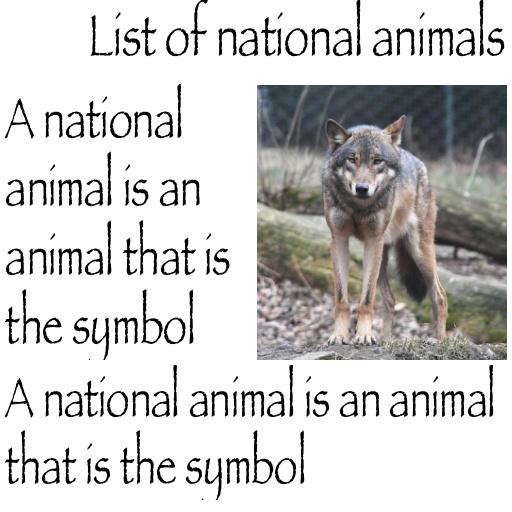 List of national animals
A national
animal is an
animal that is
the symbol
A national animal is an animal
that is the symbol